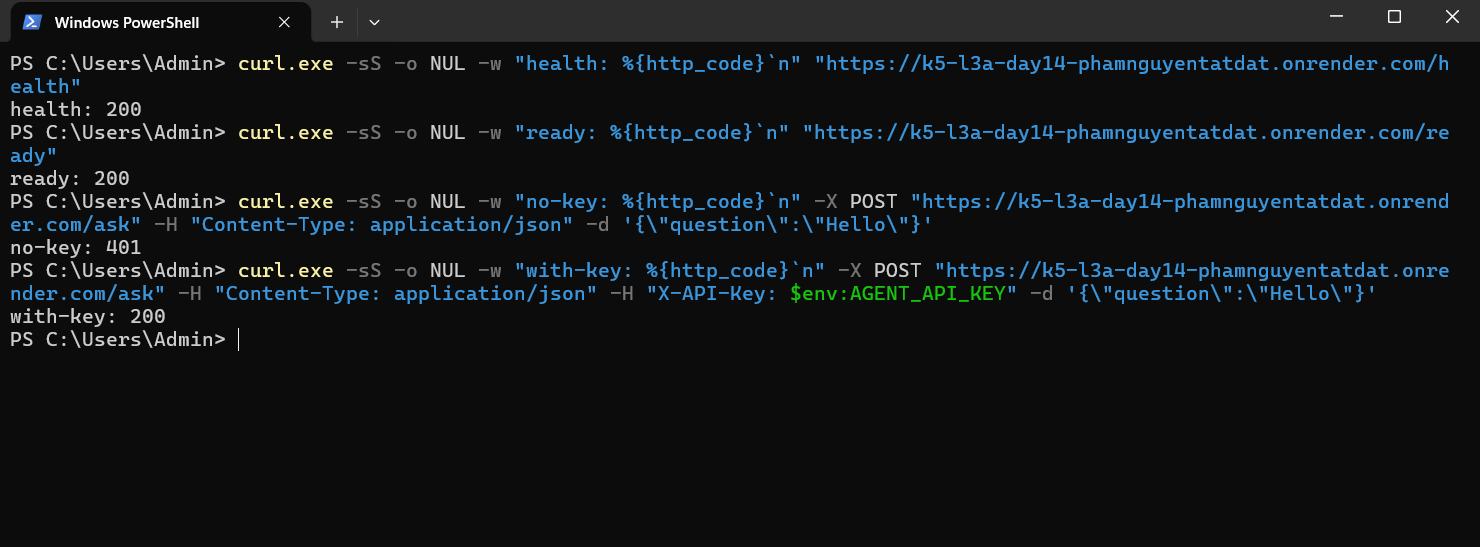 Windows PowerShell
PS C:\Users\Admin> curl.exe -sS -o NUL -w "health: %{http_code}`n" "https://k5-l3a-day14-phamnguyentatdat.onrender.com/h
ealth"
health: 200
PS C:\Users\Admin> curl.exe -sS -o NUL -w "ready: %{http_code}`n" "https://k5-l3a-day14-phamnguyentatdat.onrender.com/re
ady"
ready: 200
PS C:\Users\Admin> curl.exe -sS -o NUL -w "no-key: %{http_code}`n" -X POST "https://k5-l3a-day14-phamnguyentatdat.onrend
er.com/ask" -H "Content-Type: application/json" -d '{\"question\":\"Hello\"}'
no-key: 401
PS C:\Users\Admin> curl.exe -sS -o NUL -w "with-key: %{http_code}`n" -X POST "https://k5-l3a-day14-phamnguyentatdat.onre
nder.com/ask" -H "Content-Type: application/json" -H "X-API-Key: $env:AGENT_API_KEY" -d '{\"question\":\"Hello\"}'
with-key: 200
PS C:\Users\Admin>